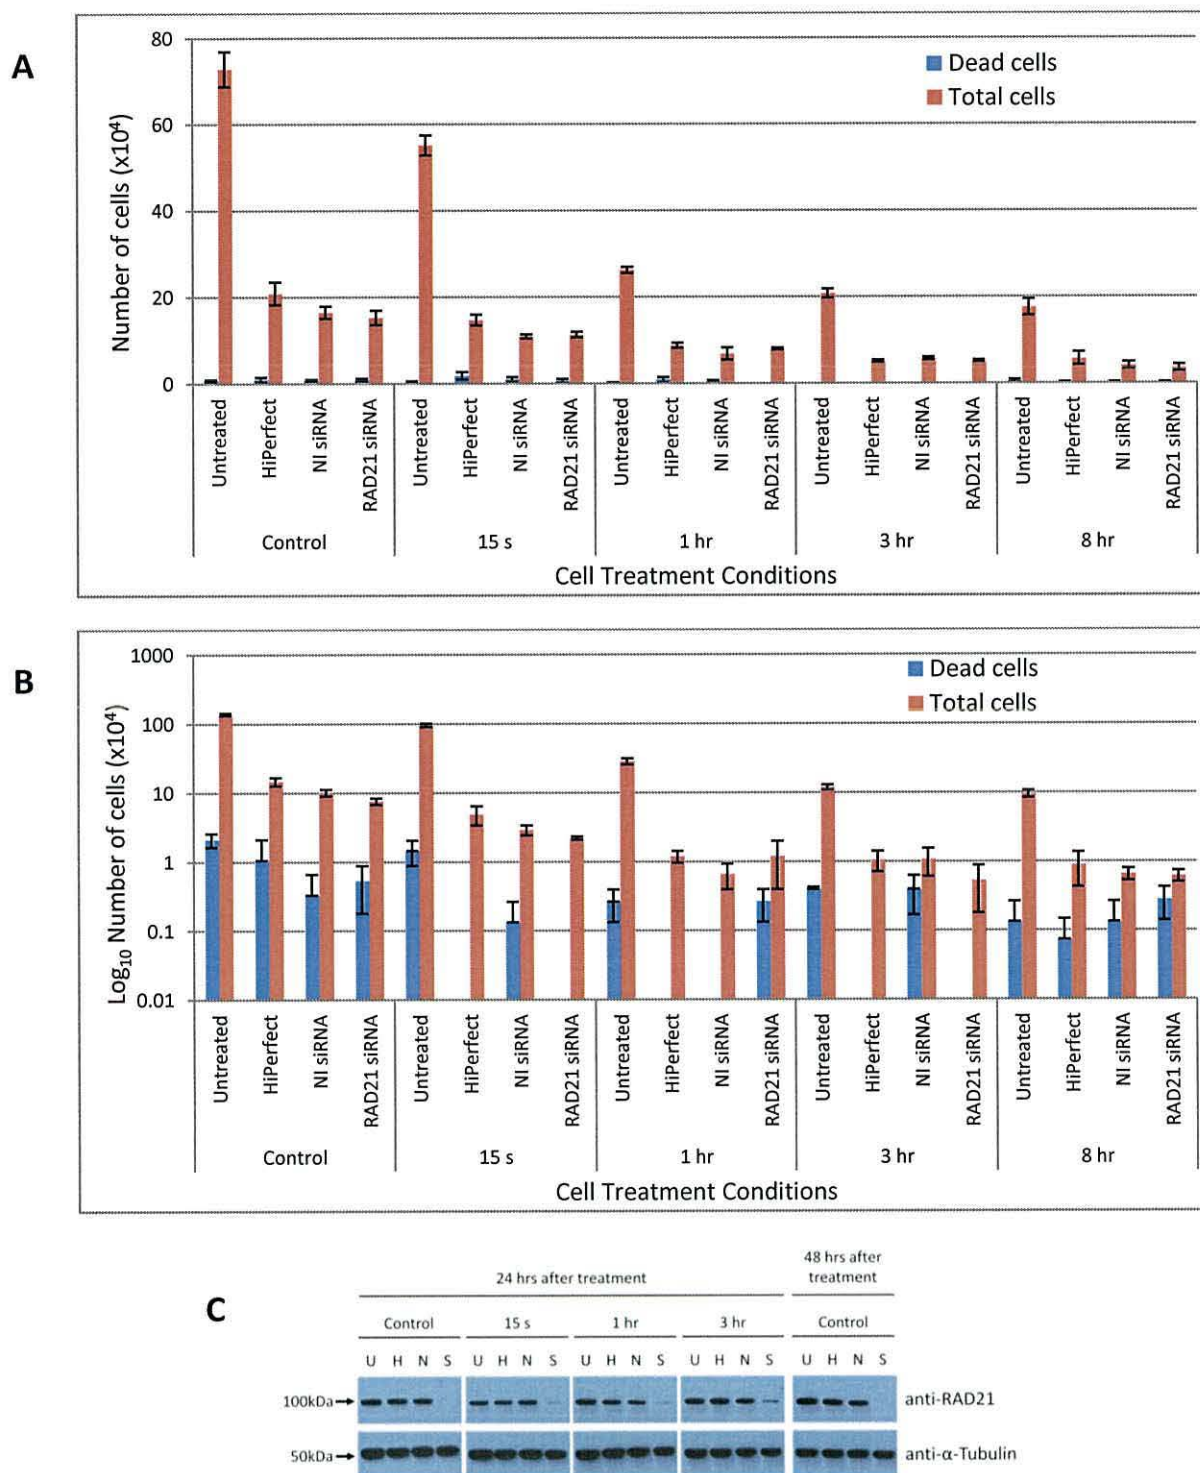 A
80
60
40
20
0
Number of cells (x10⁴)
Dead cells
Total cells
Untreated HiPerfect NI siRNA RAD21 siRNA Untreated HiPerfect NI siRNA RAD21 siRNA Untreated HiPerfect NI siRNA RAD21 siRNA Untreated HiPerfect NI siRNA RAD21 siRNA Untreated HiPerfect NI siRNA RAD21 siRNA
Control 15 s 1 hr 3 hr 8 hr
Cell Treatment Conditions
B
1000
100
10
1
0.1
0.01
Log₁₀ Number of cells (x10⁴)
Dead cells
Total cells
Untreated HiPerfect NI siRNA RAD21 siRNA Untreated HiPerfect NI siRNA RAD21 siRNA Untreated HiPerfect NI siRNA RAD21 siRNA Untreated HiPerfect NI siRNA RAD21 siRNA Untreated HiPerfect NI siRNA RAD21 siRNA
Control 15 s 1 hr 3 hr 8 hr
Cell Treatment Conditions
C
24 hrs after treatment
48 hrs after
treatment
Control 15 s 1 hr 3 hr Control
U H N S U H N S U H N S U H N S U H N S
100kDa anti-RAD21
50kDa anti-α-Tubulin